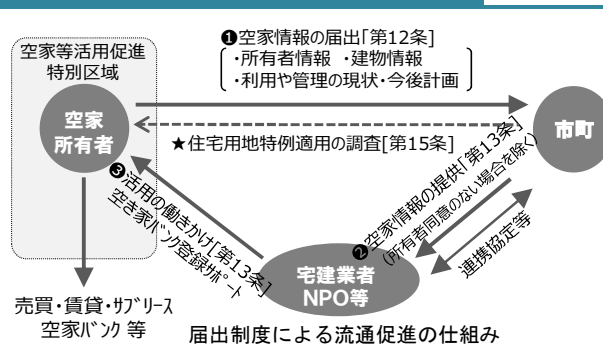 ❶空家情報の届出「第12条]
・所有者情報 ・建物情報
・利用や管理の現状・今後計画
空家等活用促進
特別区域
空家
所有者
市町
★住宅用地特例適用の調査[第15条]
❷空家情報の提供「第13条]
(所有者同意のない場合を除く)
連携協定等
❸活用の働きかけ[第13条]
空き家ﾊﾞﾝｸ登録ｻﾎﾟｰﾄ
宅建業者
NPO等
売買・賃貸・ｻﾌﾞﾘｰｽ
空家ﾊﾞﾝｸ 等
届出制度による流通促進の仕組み